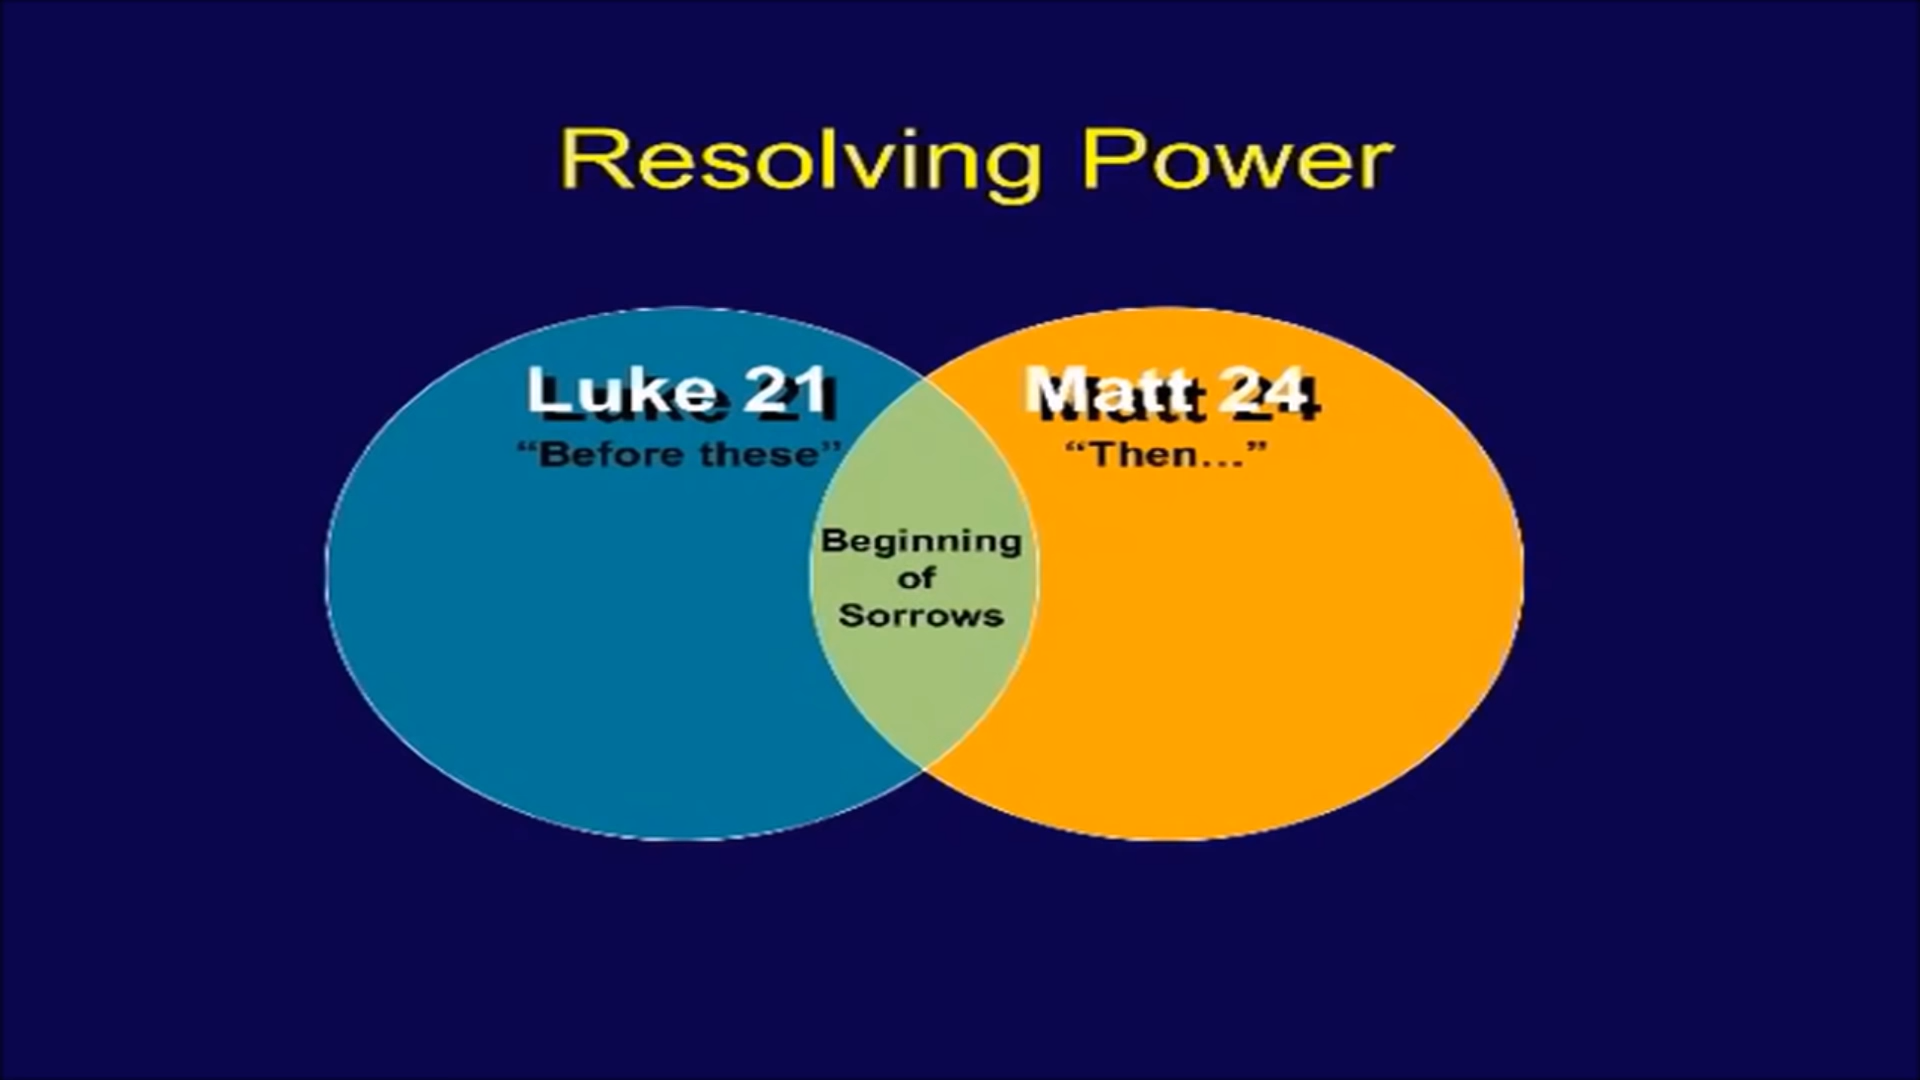 Resolving Power
Luke 21
“Before these”
Matt 24
“Then...”
Beginning
of
Sorrows